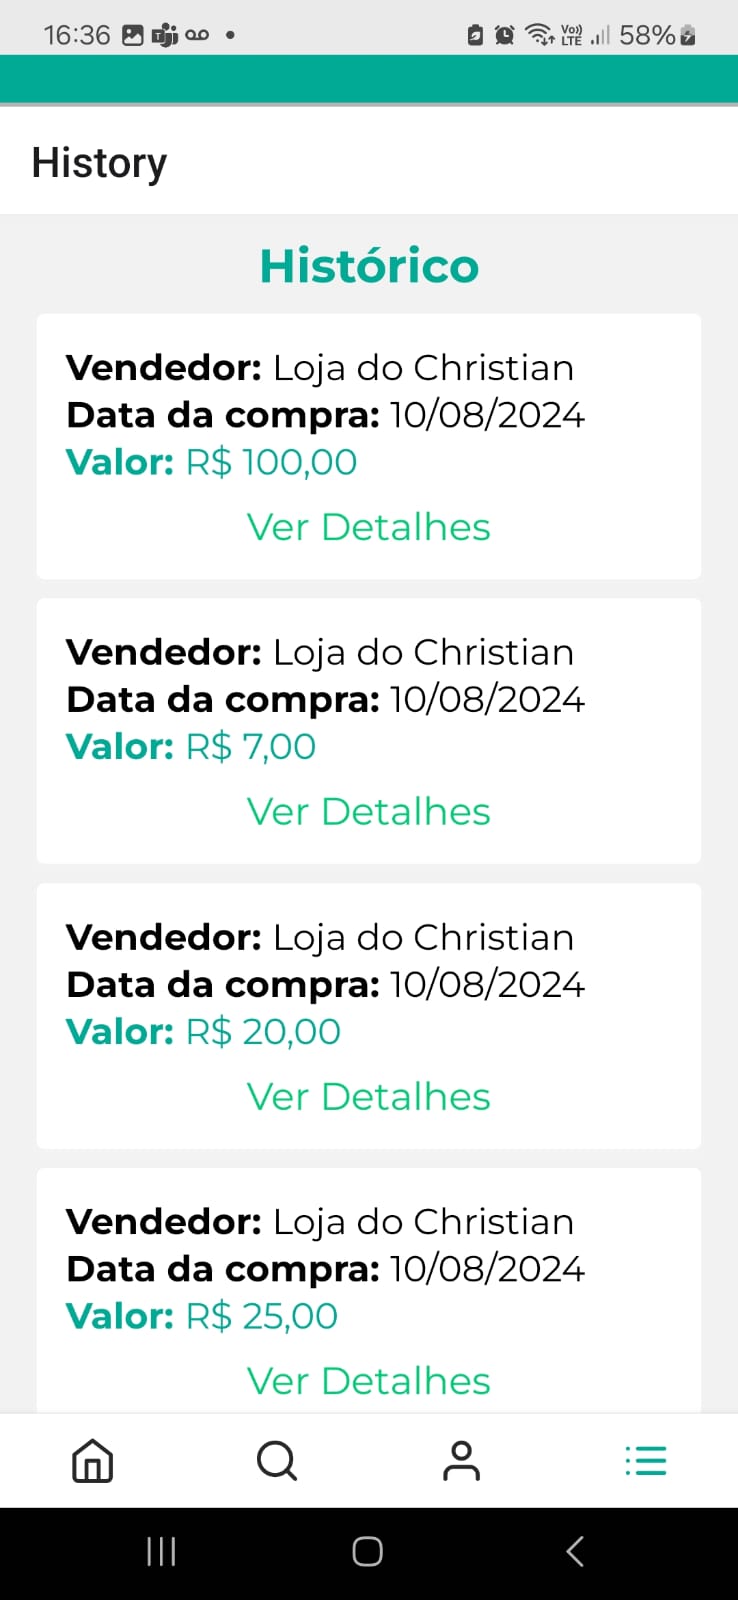 16:36
Vo)) LTE
58%
History
Histórico
Vendedor: Loja do Christian
Data da compra: 10/08/2024
Valor: R$ 100,00
Ver Detalhes
Vendedor: Loja do Christian
Data da compra: 10/08/2024
Valor: R$ 7,00
Ver Detalhes
Vendedor: Loja do Christian
Data da compra: 10/08/2024
Valor: R$ 20,00
Ver Detalhes
Vendedor: Loja do Christian
Data da compra: 10/08/2024
Valor: R$ 25,00
Ver Detalhes